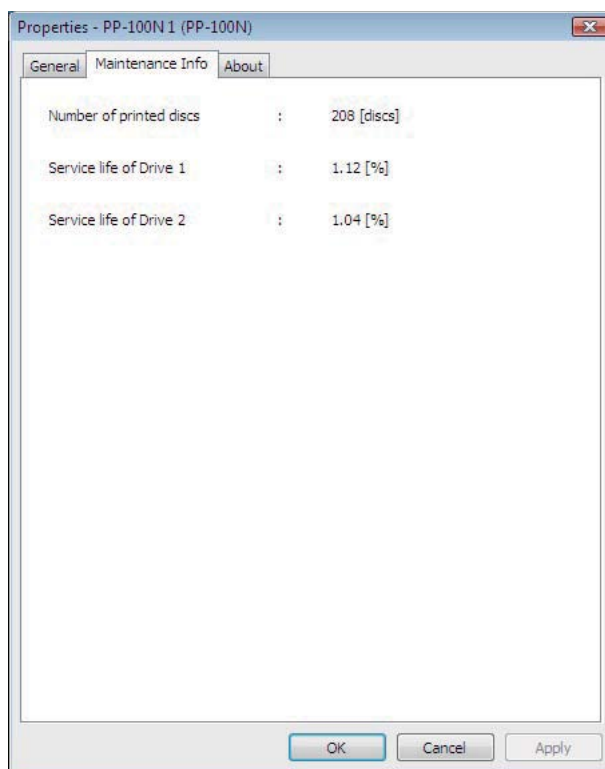 Properties - PP-100N 1 (PP-100N)
General Maintenance Info About
Number of printed discs : 208 [discs]
Service life of Drive 1 : 1.12 [%]
Service life of Drive 2 : 1.04 [%]
OK Cancel Apply